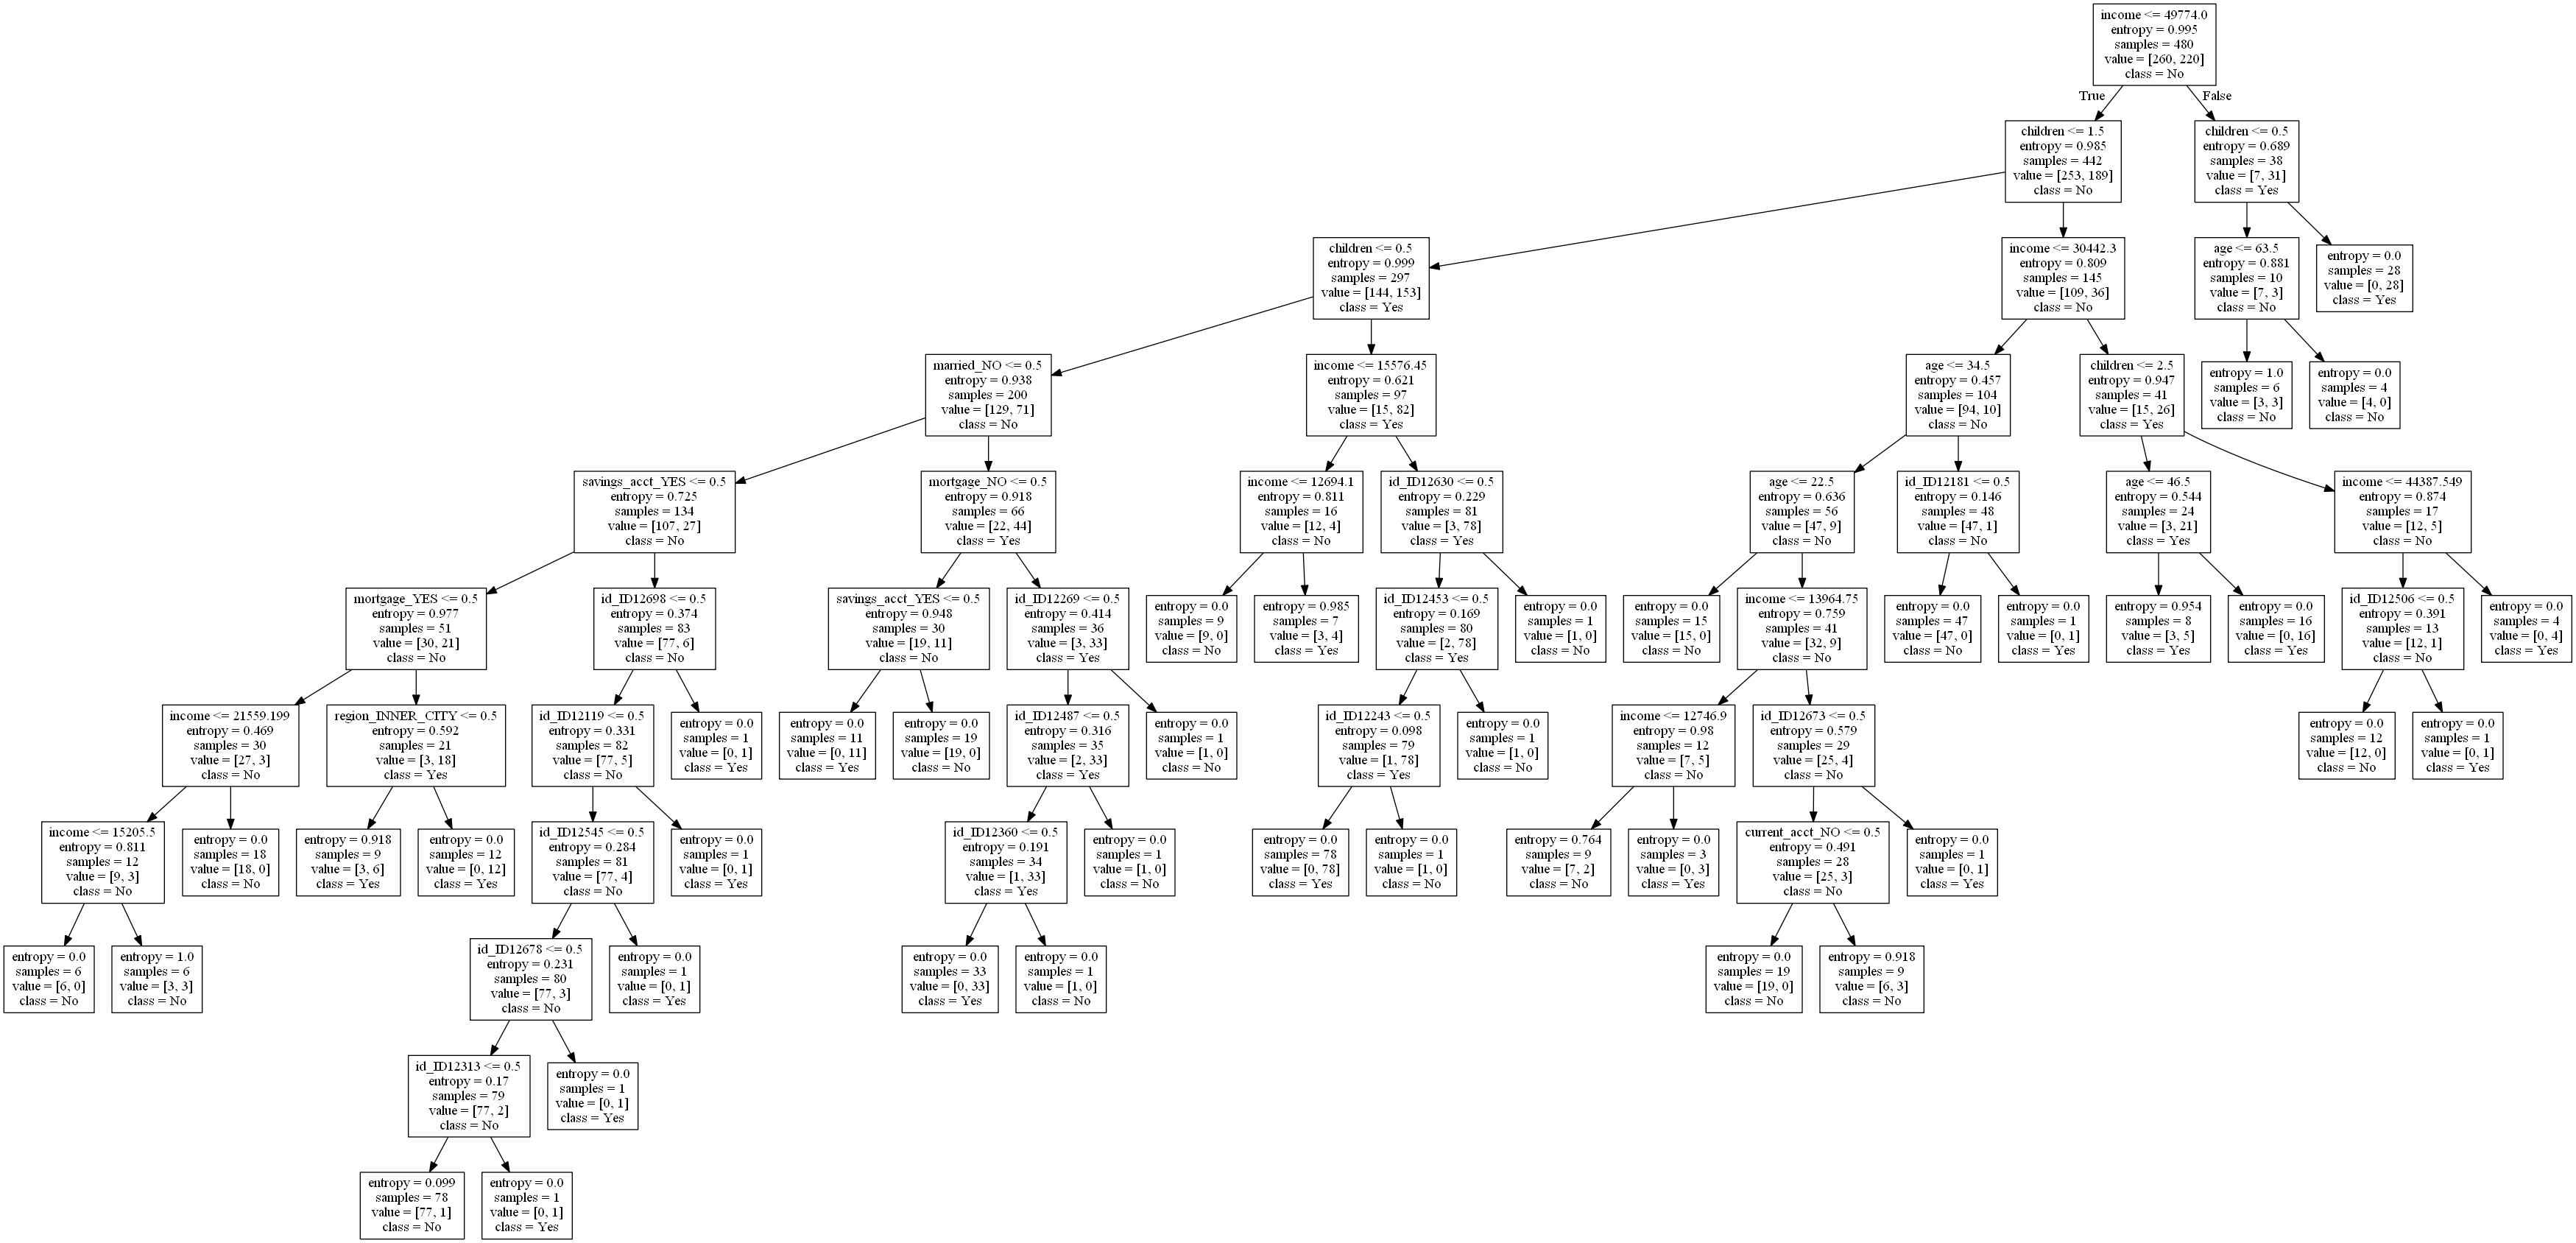 income <= 49774.0
entropy = 0.995
samples = 480
value = [260, 220]
class = No
True
False
children <= 1.5
entropy = 0.985
samples = 442
value = [253, 189]
class = No
children <= 0.5
entropy = 0.689
samples = 38
value = [7, 31]
class = Yes
children <= 0.5
entropy = 0.999
samples = 297
value = [144, 153]
class = Yes
income <= 30442.3
entropy = 0.809
samples = 145
value = [109, 36]
class = No
age <= 63.5
entropy = 0.881
samples = 10
value = [7, 3]
class = No
entropy = 0.0
samples = 28
value = [0, 28]
class = Yes
married_NO <= 0.5
entropy = 0.938
samples = 200
value = [129, 71]
class = No
income <= 15576.45
entropy = 0.621
samples = 97
value = [15, 82]
class = Yes
age <= 34.5
entropy = 0.457
samples = 104
value = [94, 10]
class = No
children <= 2.5
entropy = 0.947
samples = 41
value = [15, 26]
class = Yes
entropy = 1.0
samples = 6
value = [3, 3]
class = No
entropy = 0.0
samples = 4
value = [4, 0]
class = No
savings_acct_YES <= 0.5
entropy = 0.725
samples = 134
value = [107, 27]
class = No
mortgage_NO <= 0.5
entropy = 0.918
samples = 66
value = [22, 44]
class = Yes
income <= 12694.1
entropy = 0.811
samples = 16
value = [12, 4]
class = No
id_ID12630 <= 0.5
entropy = 0.229
samples = 81
value = [3, 78]
class = Yes
age <= 22.5
entropy = 0.636
samples = 56
value = [47, 9]
class = No
id_ID12181 <= 0.5
entropy = 0.146
samples = 48
value = [47, 1]
class = No
age <= 46.5
entropy = 0.544
samples = 24
value = [3, 21]
class = Yes
income <= 44387.549
entropy = 0.874
samples = 17
value = [12, 5]
class = No
mortgage_YES <= 0.5
entropy = 0.977
samples = 51
value = [30, 21]
class = No
id_ID12698 <= 0.5
entropy = 0.374
samples = 83
value = [77, 6]
class = No
savings_acct_YES <= 0.5
entropy = 0.948
samples = 30
value = [19, 11]
class = No
id_ID12269 <= 0.5
entropy = 0.414
samples = 36
value = [3, 33]
class = Yes
entropy = 0.0
samples = 9
value = [9, 0]
class = No
entropy = 0.985
samples = 7
value = [3, 4]
class = Yes
id_ID12453 <= 0.5
entropy = 0.169
samples = 80
value = [2, 78]
class = Yes
entropy = 0.0
samples = 1
value = [1, 0]
class = No
entropy = 0.0
samples = 15
value = [15, 0]
class = No
income <= 13964.75
entropy = 0.759
samples = 41
value = [32, 9]
class = No
entropy = 0.0
samples = 47
value = [47, 0]
class = No
entropy = 0.0
samples = 1
value = [0, 1]
class = Yes
entropy = 0.954
samples = 8
value = [3, 5]
class = Yes
entropy = 0.0
samples = 16
value = [0, 16]
class = Yes
id_ID12506 <= 0.5
entropy = 0.391
samples = 13
value = [12, 1]
class = No
entropy = 0.0
samples = 4
value = [0, 4]
class = Yes
income <= 21559.199
entropy = 0.469
samples = 30
value = [27, 3]
class = No
region_INNER_CITY <= 0.5
entropy = 0.592
samples = 21
value = [3, 18]
class = Yes
id_ID12119 <= 0.5
entropy = 0.331
samples = 82
value = [77, 5]
class = No
entropy = 0.0
samples = 1
value = [0, 1]
class = Yes
entropy = 0.0
samples = 11
value = [0, 11]
class = Yes
entropy = 0.0
samples = 19
value = [19, 0]
class = No
id_ID12487 <= 0.5
entropy = 0.316
samples = 35
value = [2, 33]
class = Yes
entropy = 0.0
samples = 1
value = [1, 0]
class = No
id_ID12243 <= 0.5
entropy = 0.098
samples = 79
value = [1, 78]
class = Yes
entropy = 0.0
samples = 1
value = [1, 0]
class = No
income <= 12746.9
entropy = 0.98
samples = 12
value = [7, 5]
class = No
id_ID12673 <= 0.5
entropy = 0.579
samples = 29
value = [25, 4]
class = No
entropy = 0.0
samples = 12
value = [12, 0]
class = No
entropy = 0.0
samples = 1
value = [0, 1]
class = Yes
income <= 15205.5
entropy = 0.811
samples = 12
value = [9, 3]
class = No
entropy = 0.0
samples = 18
value = [18, 0]
class = No
entropy = 0.918
samples = 9
value = [3, 6]
class = Yes
entropy = 0.0
samples = 12
value = [0, 12]
class = Yes
id_ID12545 <= 0.5
entropy = 0.284
samples = 81
value = [77, 4]
class = No
entropy = 0.0
samples = 1
value = [0, 1]
class = Yes
id_ID12360 <= 0.5
entropy = 0.191
samples = 34
value = [1, 33]
class = Yes
entropy = 0.0
samples = 1
value = [1, 0]
class = No
entropy = 0.0
samples = 78
value = [0, 78]
class = Yes
entropy = 0.0
samples = 1
value = [1, 0]
class = No
entropy = 0.764
samples = 9
value = [7, 2]
class = No
entropy = 0.0
samples = 3
value = [0, 3]
class = Yes
current_acct_NO <= 0.5
entropy = 0.491
samples = 28
value = [25, 3]
class = No
entropy = 0.0
samples = 1
value = [0, 1]
class = Yes
entropy = 0.0
samples = 6
value = [6, 0]
class = No
entropy = 1.0
samples = 6
value = [3, 3]
class = No
id_ID12678 <= 0.5
entropy = 0.231
samples = 80
value = [77, 3]
class = No
entropy = 0.0
samples = 1
value = [0, 1]
class = Yes
entropy = 0.0
samples = 33
value = [0, 33]
class = Yes
entropy = 0.0
samples = 1
value = [1, 0]
class = No
entropy = 0.0
samples = 19
value = [19, 0]
class = No
entropy = 0.918
samples = 9
value = [6, 3]
class = No
id_ID12313 <= 0.5
entropy = 0.17
samples = 79
value = [77, 2]
class = No
entropy = 0.0
samples = 1
value = [0, 1]
class = Yes
entropy = 0.099
samples = 78
value = [77, 1]
class = No
entropy = 0.0
samples = 1
value = [0, 1]
class = Yes